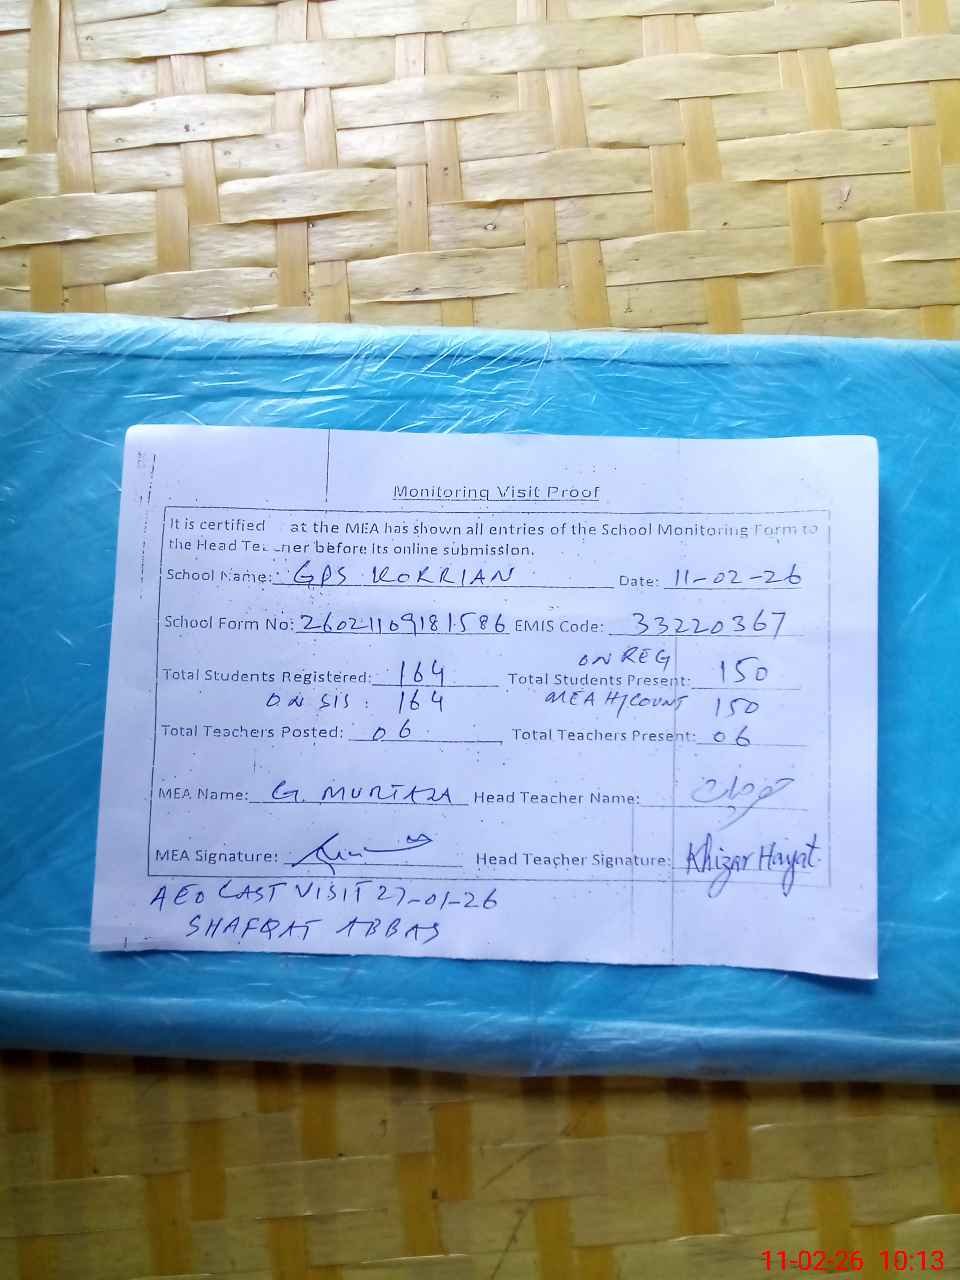 Monitoring Visit Proof
It is certified at the MEA has shown all entries of the School Monitoring Form to
the Head Teacher before its online submission.
School Name: GPS KORRIAN Date: 11-02-26
School Form No: 26021109181586 EMIS Code: 33220367
Total Students Registered: 164 Total Students Present: ON REG 150
ON SIS: 164 MEA H/COUNT 150
Total Teachers Posted: 06 Total Teachers Present: 06
MEA Name: G. MURTAZA Head Teacher Name: خضر حیات
MEA Signature: Head Teacher Signature: Khizar Hayat.
AEO LAST VISIT 27-01-26
SHAFQAT ABBAS
11-02-26 10:13